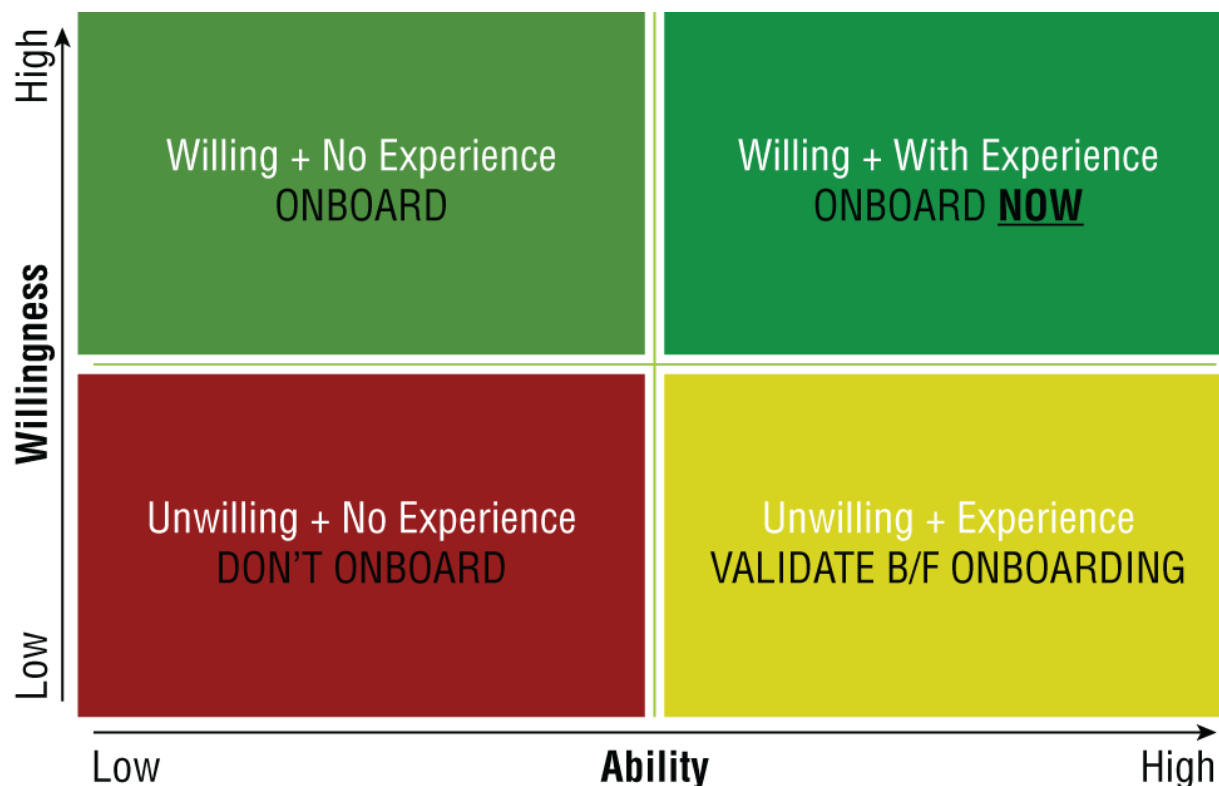 High
Willingness
Low
Willing + No Experience
ONBOARD
Willing + With Experience
ONBOARD NOW
Unwilling + No Experience
DON'T ONBOARD
Unwilling + Experience
VALIDATE B/F ONBOARDING
Low
Ability
High